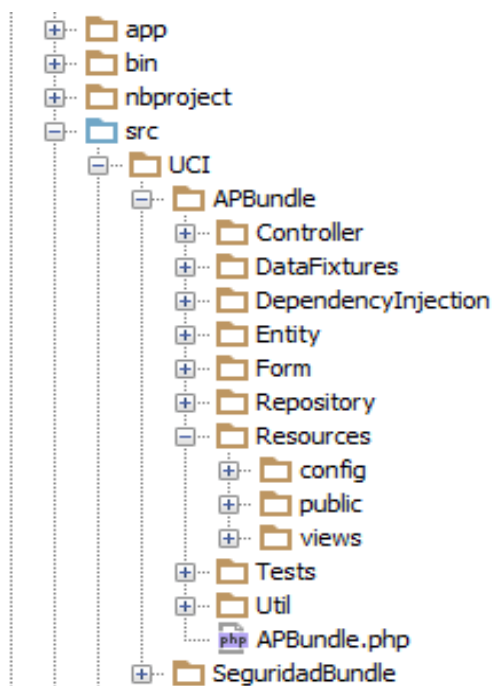 app
bin
nbproject
src
UCI
APBundle
Controller
DataFixtures
DependencyInjection
Entity
Form
Repository
Resources
config
public
views
Tests
Util
php APBundle.php
SeguridadBundle